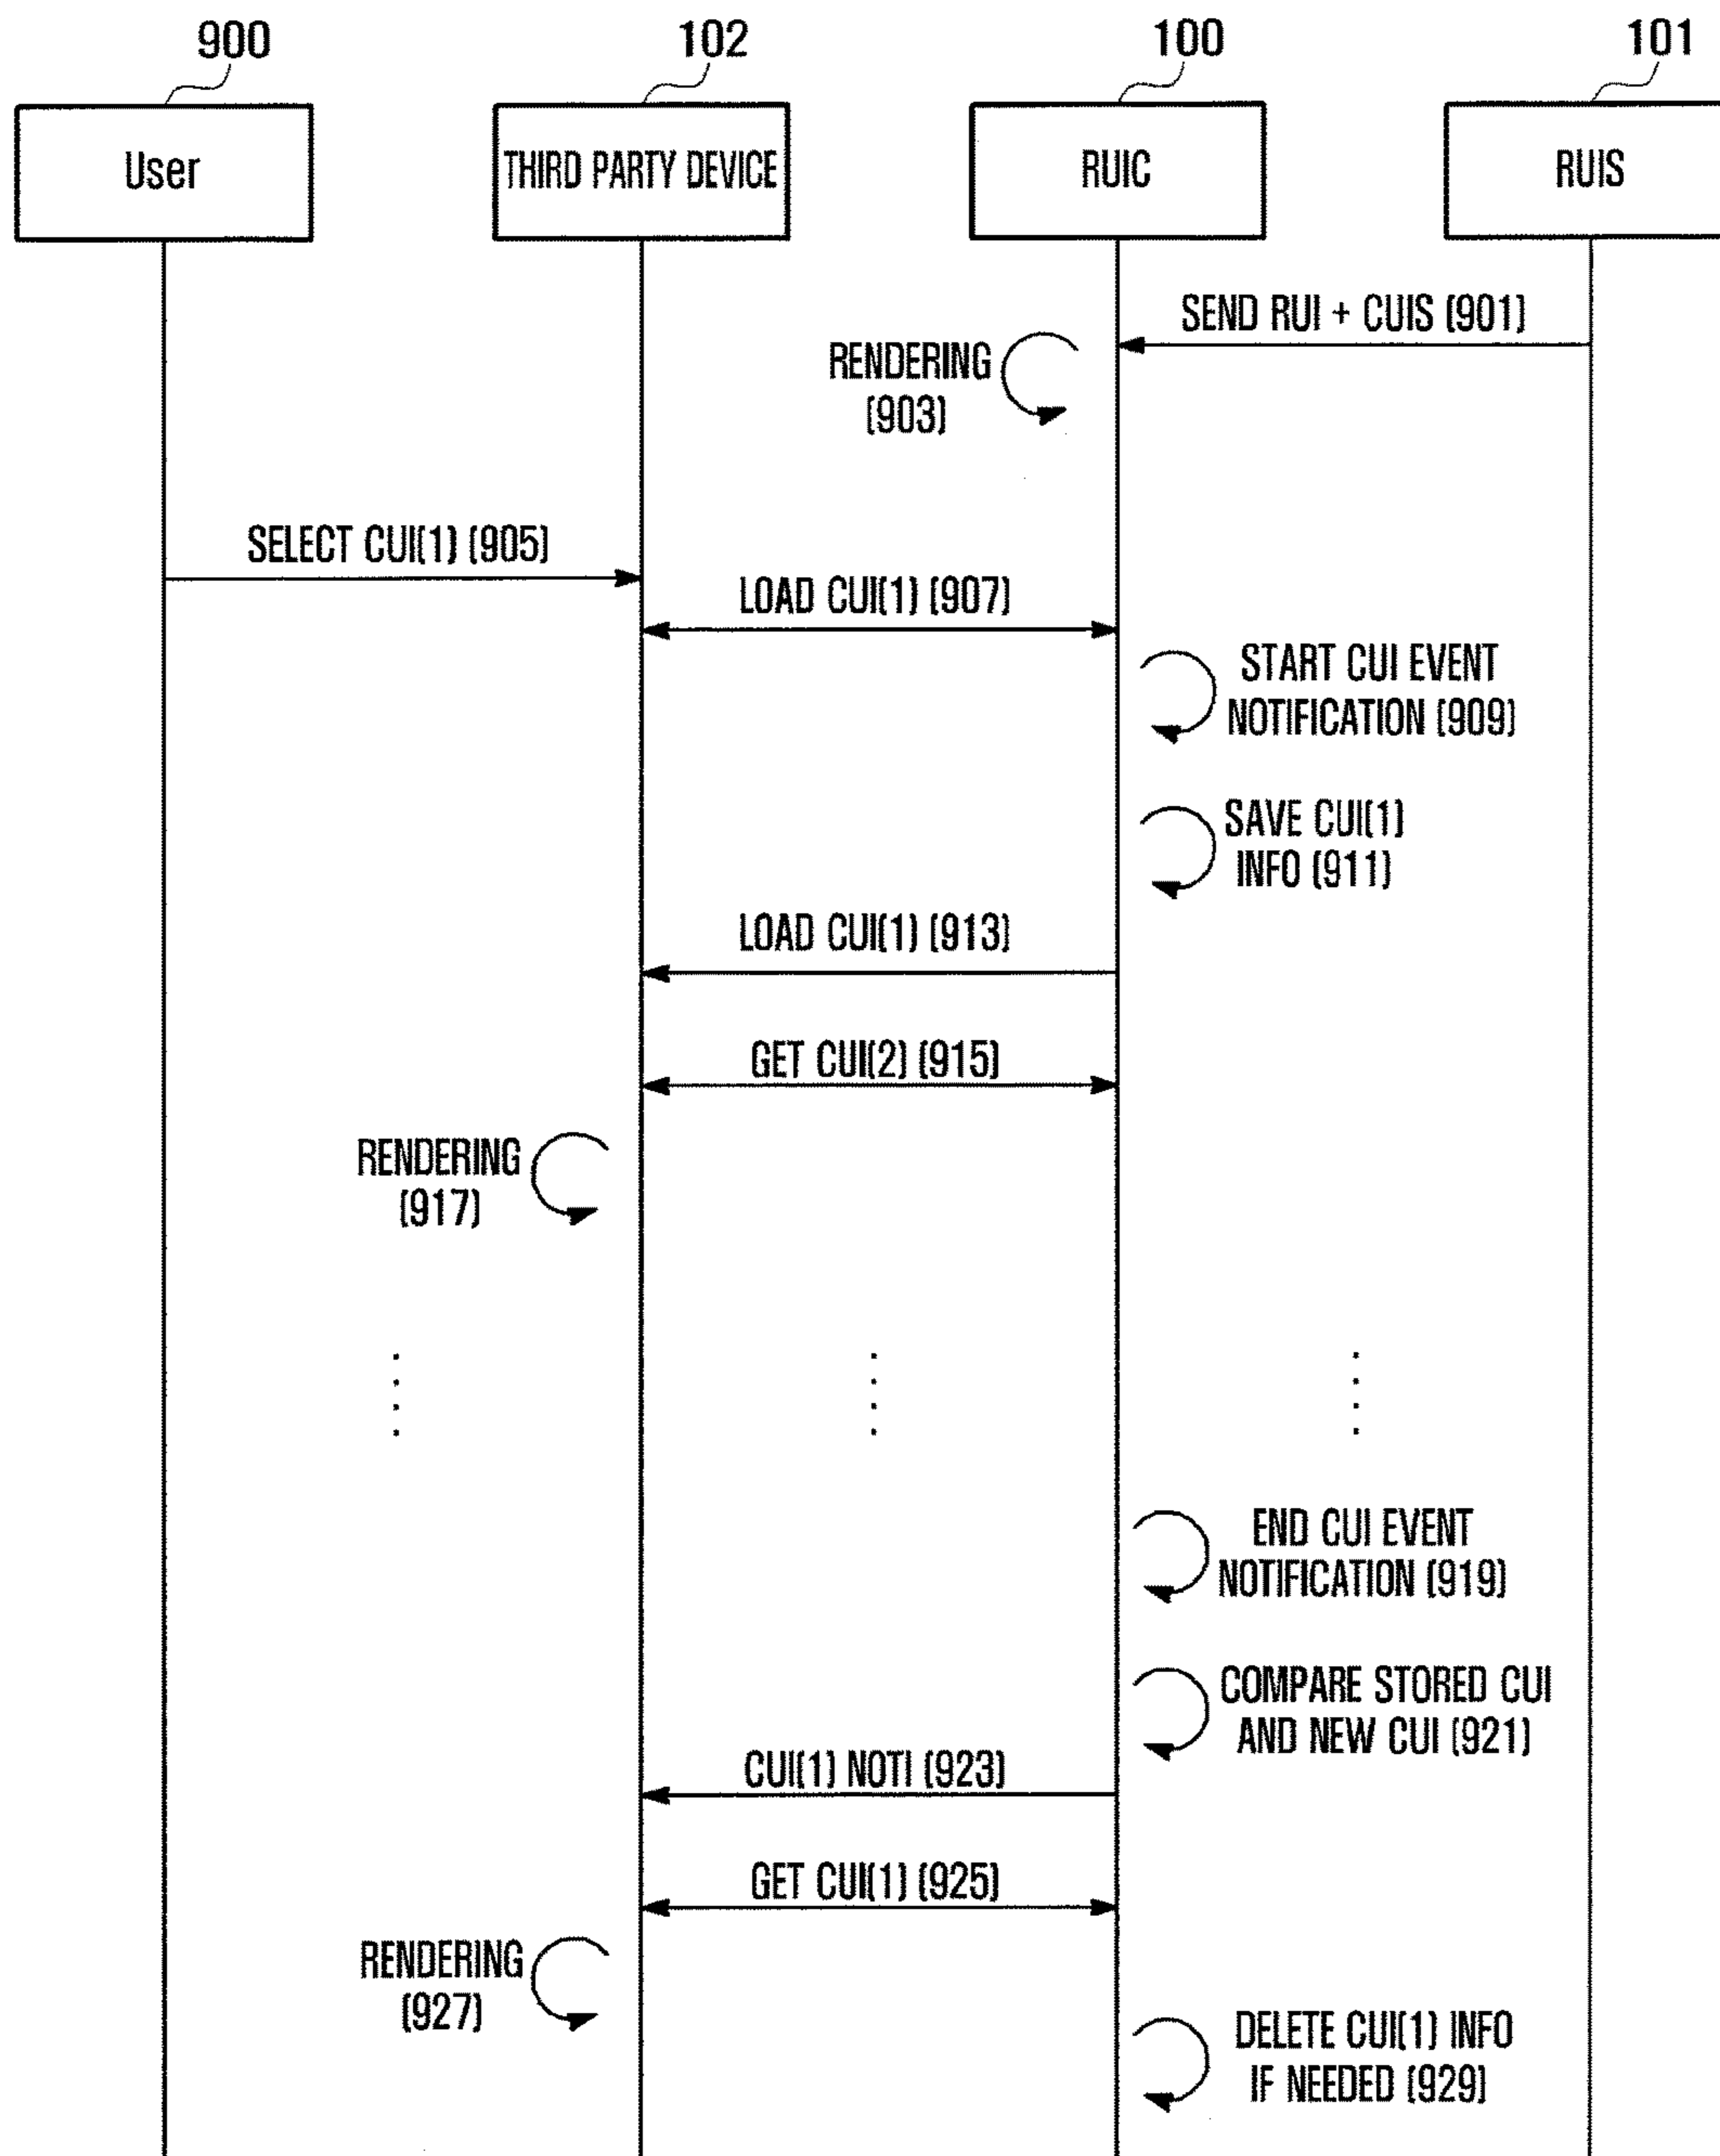 900
102
100
101
User
THIRD PARTY DEVICE
RUIC
RUIS
SEND RUI + CUIS (901)
RENDERING
(903)
SELECT CUI(1) (905)
LOAD CUI(1) (907)
START CUI EVENT
NOTIFICATION (909)
SAVE CUI(1)
INFO (911)
LOAD CUI(1) (913)
GET CUI(2) (915)
RENDERING
(917)
END CUI EVENT
NOTIFICATION (919)
COMPARE STORED CUI
AND NEW CUI (921)
CUI(1) NOTI (923)
GET CUI(1) (925)
RENDERING
(927)
DELETE CUI(1) INFO
IF NEEDED (929)